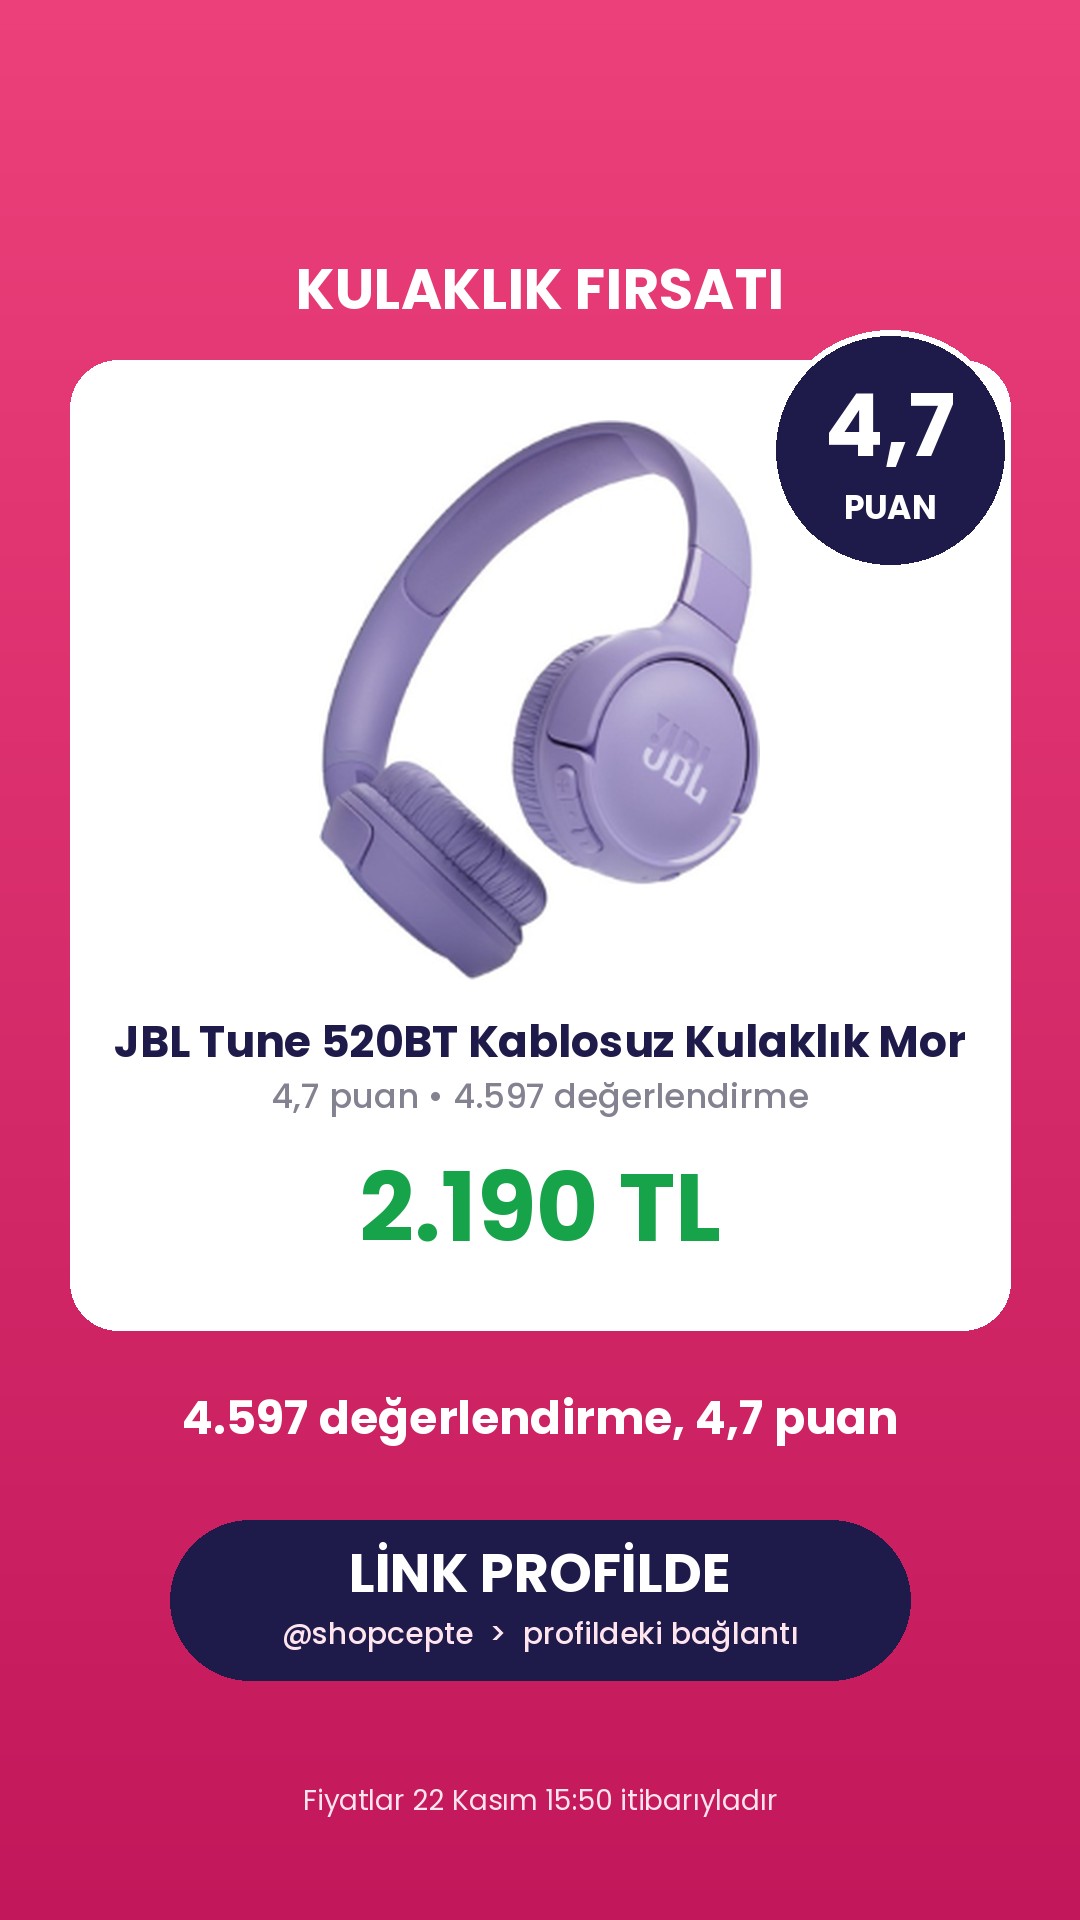 KULAKLIK FIRSATI
4,7
PUAN
JBL
JBL Tune 520BT Kablosuz Kulaklık Mor
4,7 puan • 4.597 değerlendirme
2.190 TL
4.597 değerlendirme, 4,7 puan
LİNK PROFİLDE
@shopcepte > profildeki bağlantı
Fiyatlar 22 Kasım 15:50 itibarıyladır